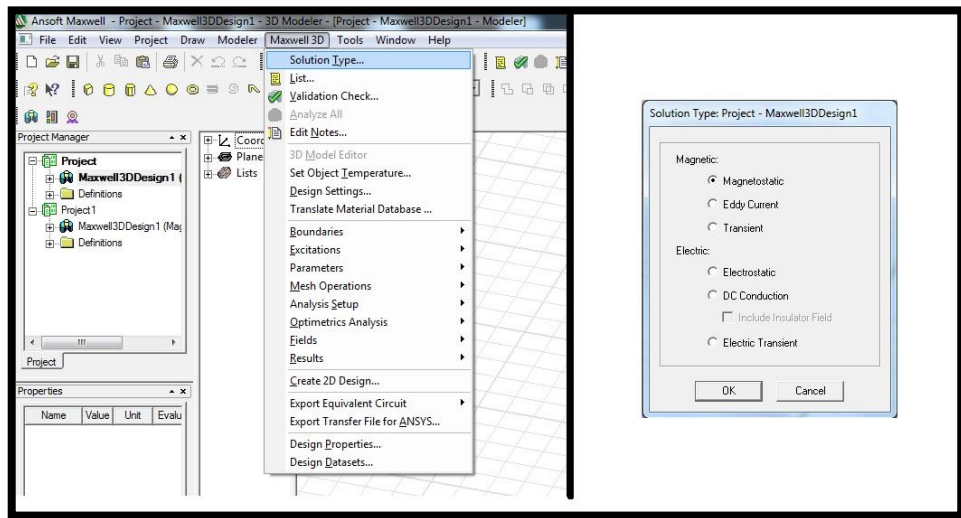 Ansoft Maxwell - Project - Maxwell3DDesign1 - 3D Modeler - [Project - Maxwell3DDesign1 - Modeler]
File Edit View Project Draw Modeler Maxwell 3D Tools Window Help
Solution Type...
List...
Validation Check...
Analyze All
Edit Notes...
3D Model Editor
Set Object Temperature...
Design Settings...
Translate Material Database ...
Boundaries
Excitations
Parameters
Mesh Operations
Analysis Setup
Optimetrics Analysis
Fields
Results
Create 2D Design...
Export Equivalent Circuit
Export Transfer File for ANSYS...
Design Properties...
Design Datasets...
Project Manager
Project
Maxwell3DDesign1 (
Definitions
Project1
Maxwell3DDesign1 (Mag
Definitions
Project
Properties
Name Value Unit Evalu
Coord
Plane
Lists
Solution Type: Project - Maxwell3DDesign1
Magnetic:
Magnetostatic
Eddy Current
Transient
Electric:
Electrostatic
DC Conduction
Include Insulator Field
Electric Transient
OK Cancel